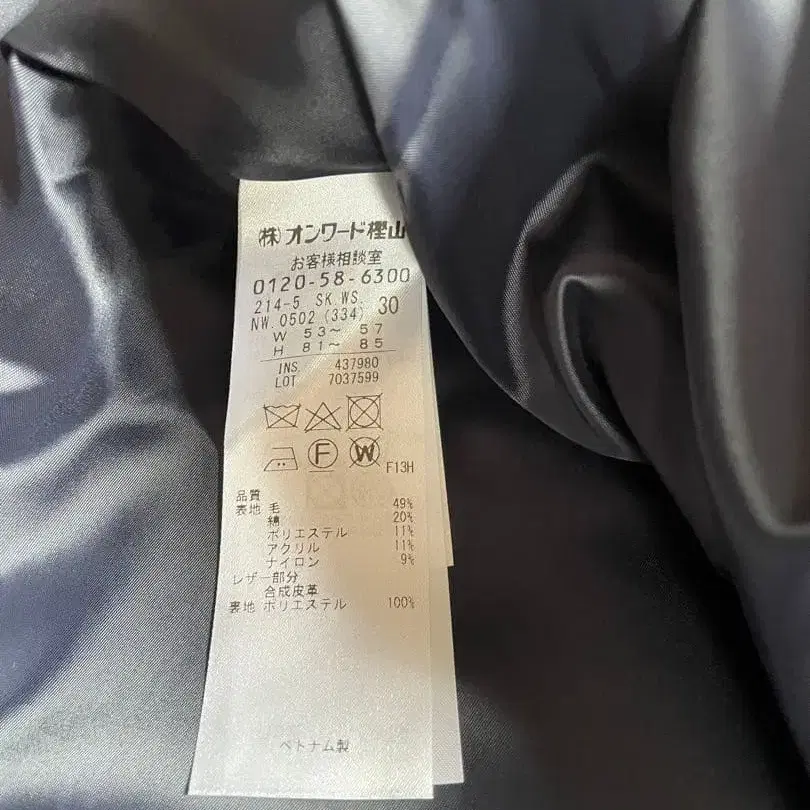 (株)オンワード樫山
お客様相談室
0120-58-6300
214-5 SK.WS.
NW.0502 (334) 30
W 53～ 57
H 81～ 85
INS 437980
LOT 7037599
F W F13H
品質
表地 毛 49%
綿 20%
ポリエステル 11%
アクリル 11%
ナイロン 9%
レザー部分
合成皮革
裏地 ポリエステル 100%
ベトナム製